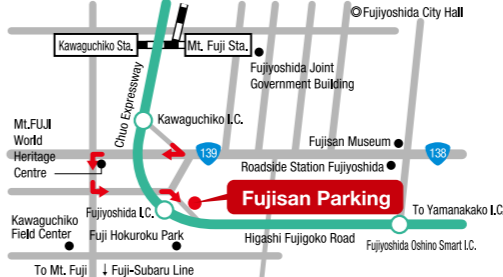 ◎Fujiyoshida City Hall
Kawaguchiko Sta.
Mt. Fuji Sta.
Fujiyoshida Joint
Government Building
Chuo Expressway
Kawaguchiko I.C.
Mt.FUJI
World
Heritage
Centre
139
Fujisan Museum
138
Roadside Station Fujiyoshida
Fujisan Parking
Fujiyoshida I.C.
To Yamanakako I.C.
Kawaguchiko
Field Center
Fuji Hokuroku Park
Higashi Fujigoko Road
Fujiyoshida Oshino Smart I.C.
To Mt. Fuji ↓ Fuji-Subaru Line